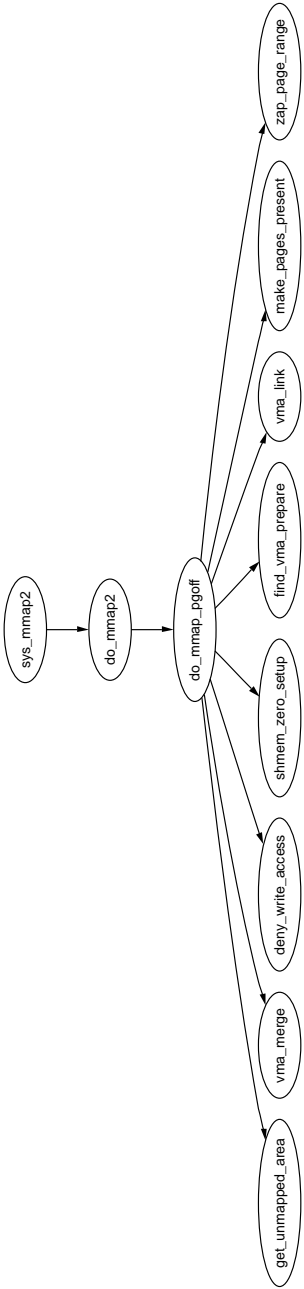 sys_mmap2
do_mmap2
do_mmap_pgoff
get_unmapped_area
vma_merge
deny_write_access
shmem_zero_setup
find_vma_prepare
vma_link
make_pages_present
zap_page_range